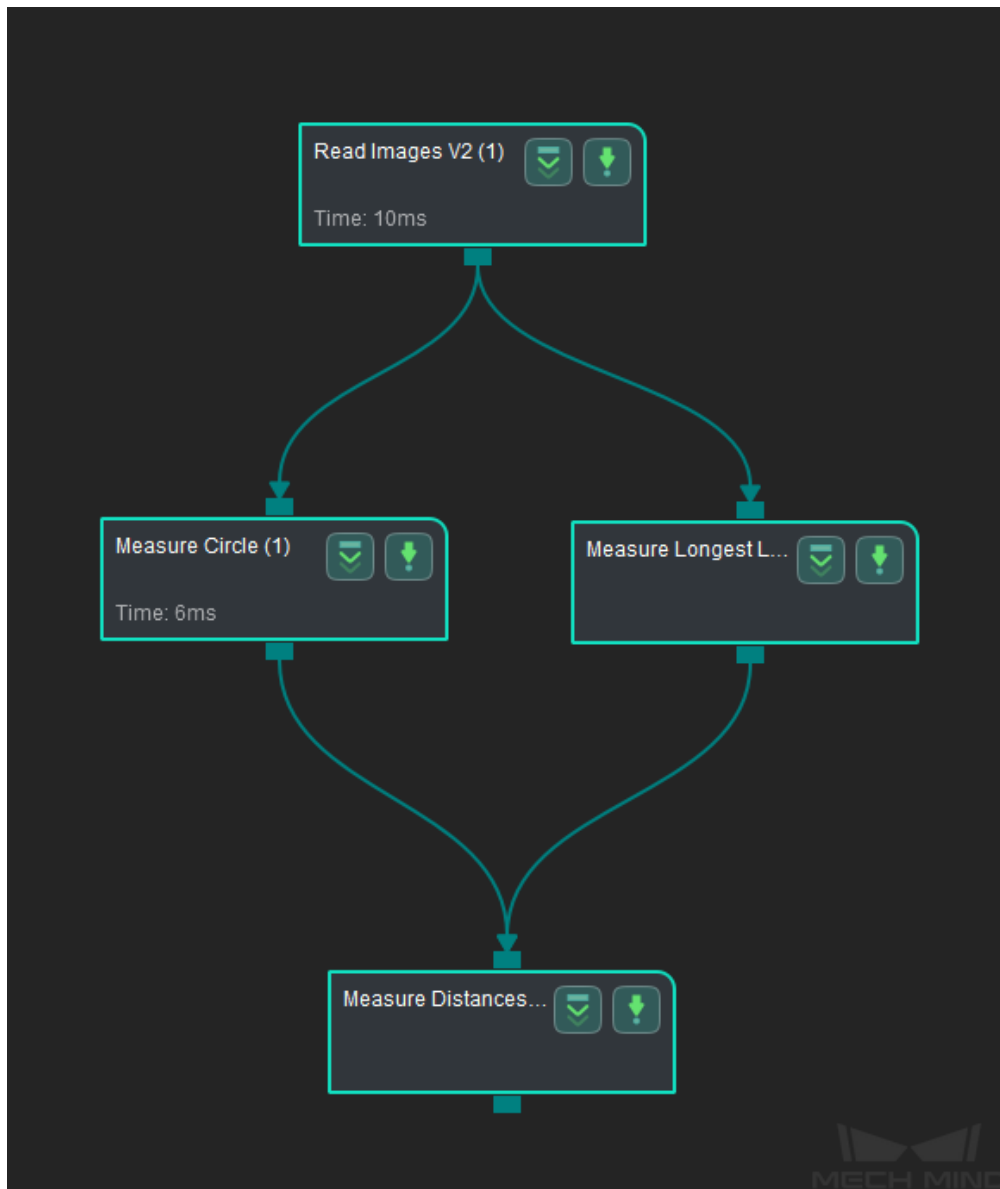 Read Images V2 (1)
Time: 10ms
Measure Circle (1)
Time: 6ms
Measure Longest L...
Measure Distances...
MECH MIND